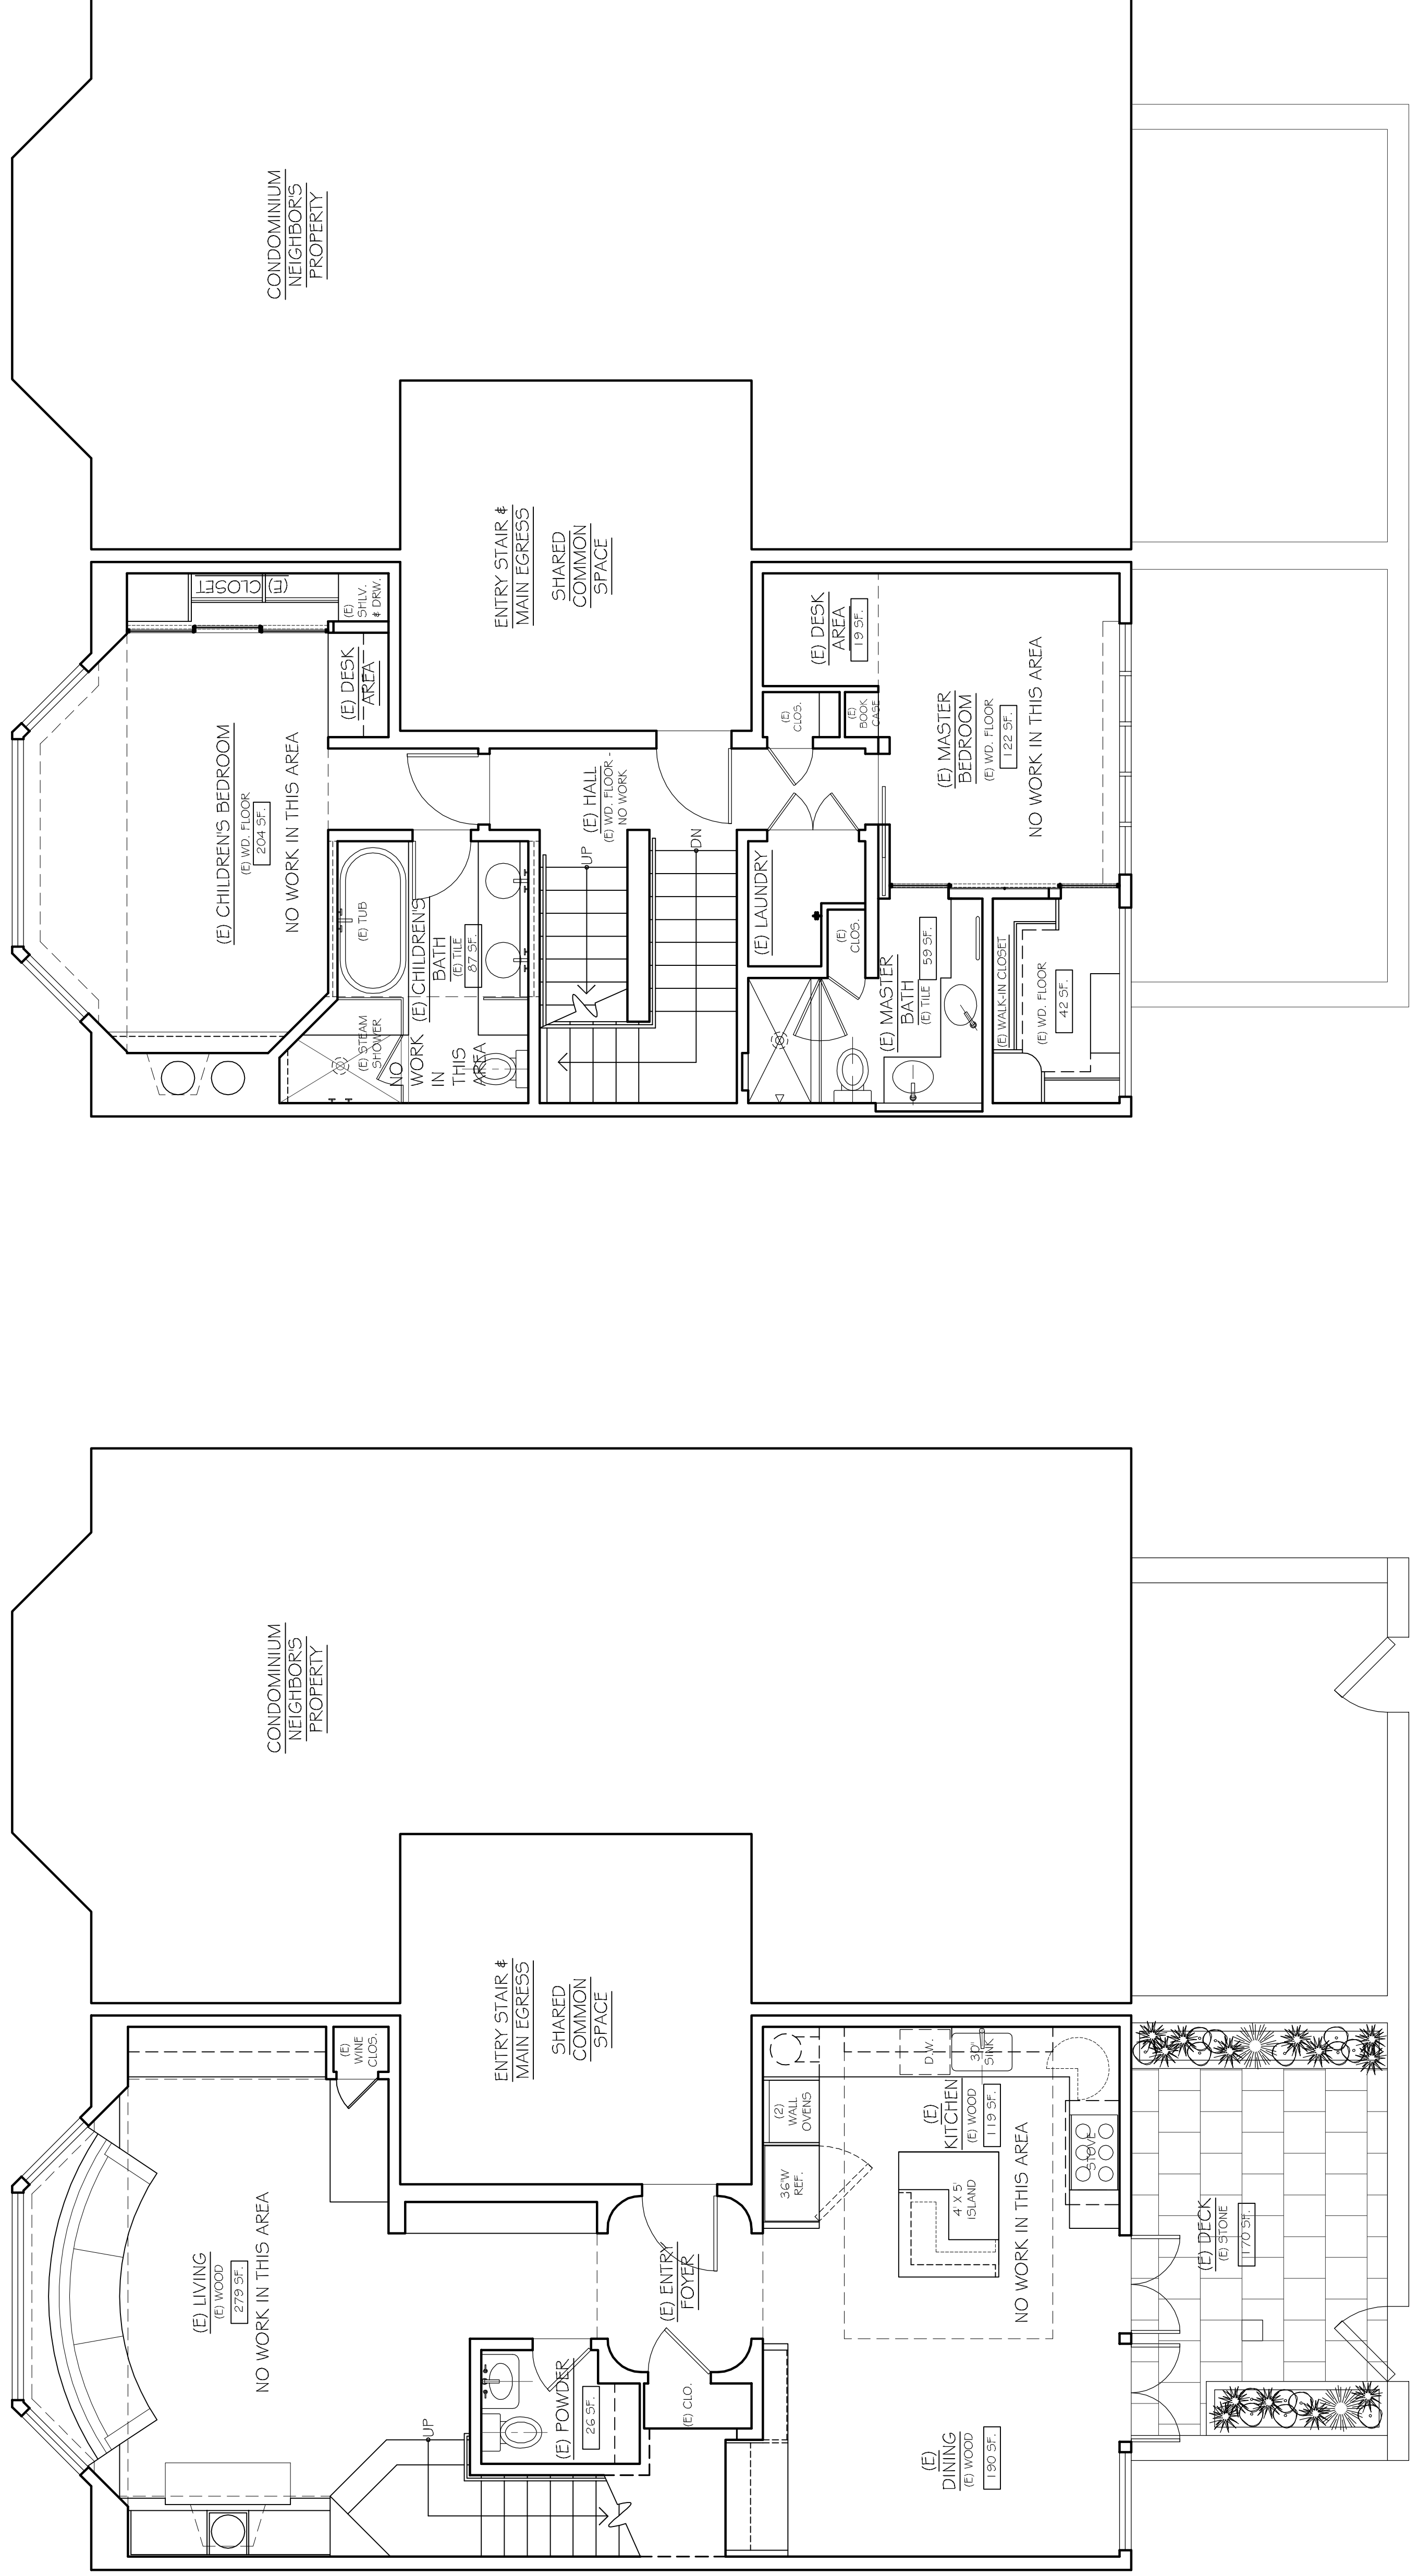 CONDOMINIUM
NEIGHBOR'S
PROPERTY
ENTRY STAIR &
MAIN EGRESS
SHARED
COMMON
SPACE
(E) CLOSET
(E)
SHLV.
& DRW.
(E) DESK
AREA
(E) CHILDREN'S BEDROOM
(E) WD. FLOOR
204 SF.
NO WORK IN THIS AREA
(E) TUB
(E) CHILDREN'S
BATH
(E) TILE
87 SF.
(E) STEAM
SHOWER
NO
WORK
IN
THIS
AREA
(E) HALL
(E) WD. FLOOR -
NO WORK
UP
DN
(E) DESK
AREA
19 SF.
(E)
CLOS.
(E)
BOOK
CASE
(E) MASTER
BEDROOM
(E) WD. FLOOR
122 SF.
NO WORK IN THIS AREA
(E) LAUNDRY
(E)
CLOS.
(E) MASTER
BATH
(E) TILE
59 SF.
(E) WALK-IN CLOSET
(E) WD. FLOOR
42 SF.
CONDOMINIUM
NEIGHBOR'S
PROPERTY
ENTRY STAIR &
MAIN EGRESS
SHARED
COMMON
SPACE
(E)
WINE
CLOS.
(E) LIVING
(E) WOOD
279 SF.
NO WORK IN THIS AREA
UP
(E) POWDER
26 SF.
(E) ENTRY
FOYER
(E) CLO.
(2)
WALL
OVENS
36"W
REF.
D.W.
30"
SINK
(E)
KITCHEN
(E) WOOD
119 SF.
4' X 5'
ISLAND
NO WORK IN THIS AREA
STOVE
(E)
DINING
(E) WOOD
190 SF.
(E) DECK
(E) STONE
170 SF.